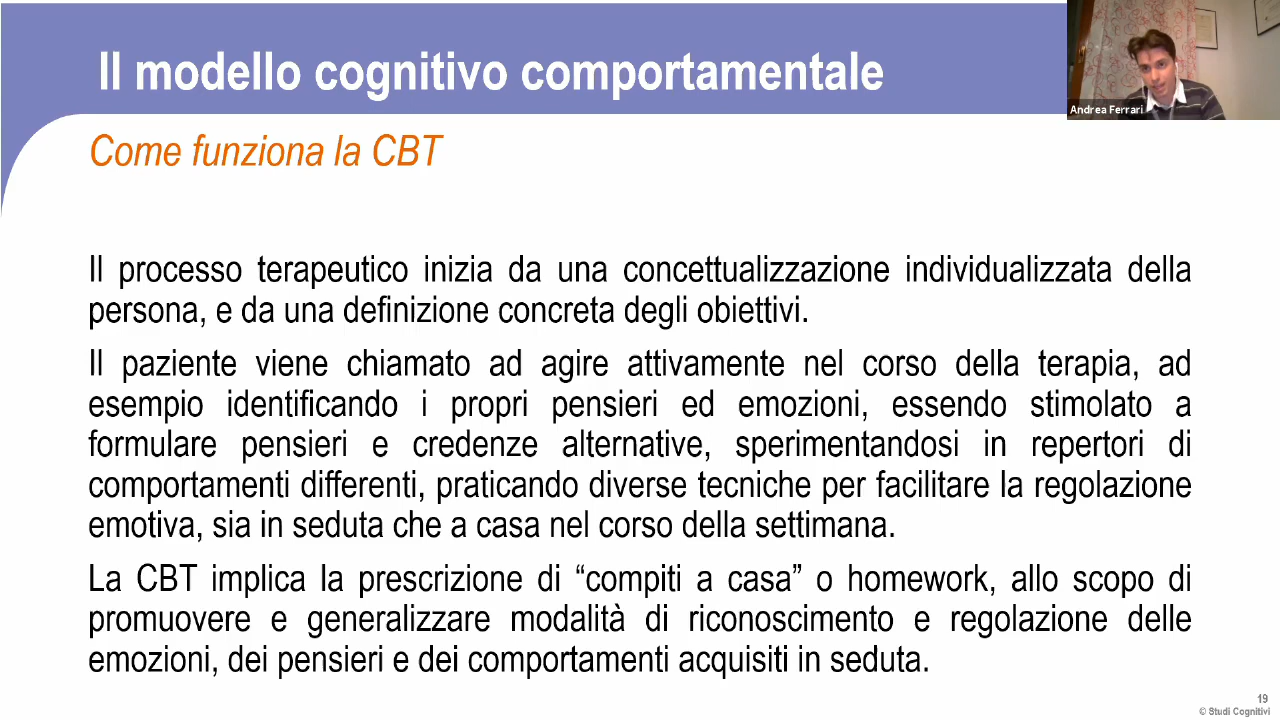 Il modello cognitivo comportamentale
Andrea Ferrari
Come funziona la CBT
Il processo terapeutico inizia da una concettualizzazione individualizzata della
persona, e da una definizione concreta degli obiettivi.
Il paziente viene chiamato ad agire attivamente nel corso della terapia, ad
esempio identificando i propri pensieri ed emozioni, essendo stimolato a
formulare pensieri e credenze alternative, sperimentandosi in repertori di
comportamenti differenti, praticando diverse tecniche per facilitare la regolazione
emotiva, sia in seduta che a casa nel corso della settimana.
La CBT implica la prescrizione di “compiti a casa” o homework, allo scopo di
promuovere e generalizzare modalità di riconoscimento e regolazione delle
emozioni, dei pensieri e dei comportamenti acquisiti in seduta.
19
© Studi Cognitivi